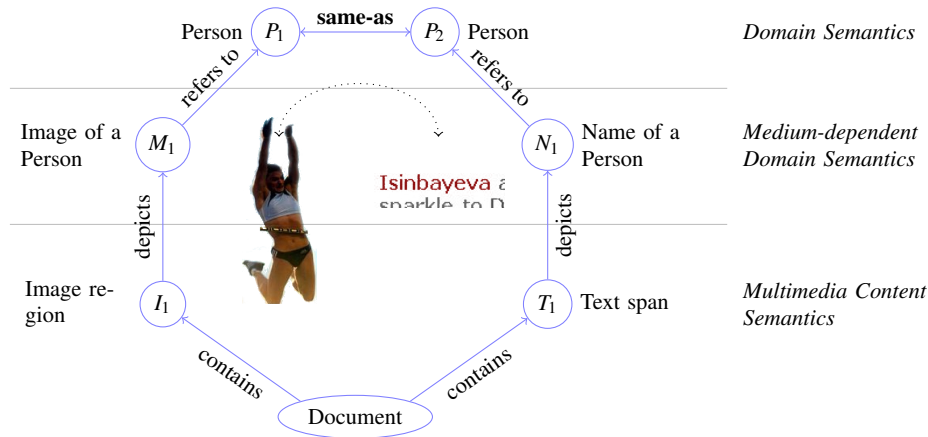 same-as
Person P1 P2 Person Domain Semantics
refers to refers to
Image of a
Person
M1
N1
Name of a
Person
Medium-dependent
Domain Semantics
Isinbayeva a
sparkle to D
depicts depicts
Image re-
gion
I1
T1
Text span
Multimedia Content
Semantics
contains contains
Document